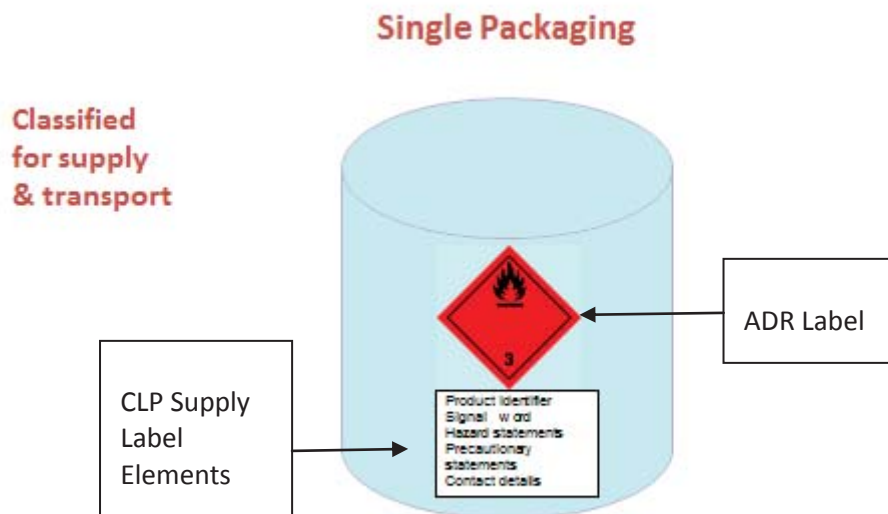 Single Packaging
Classified
for supply
& transport
3
ADR Label
CLP Supply
Label
Elements
Product Identifier
Signal w ord
Hazard statements
Precautionary
statements
Contact details